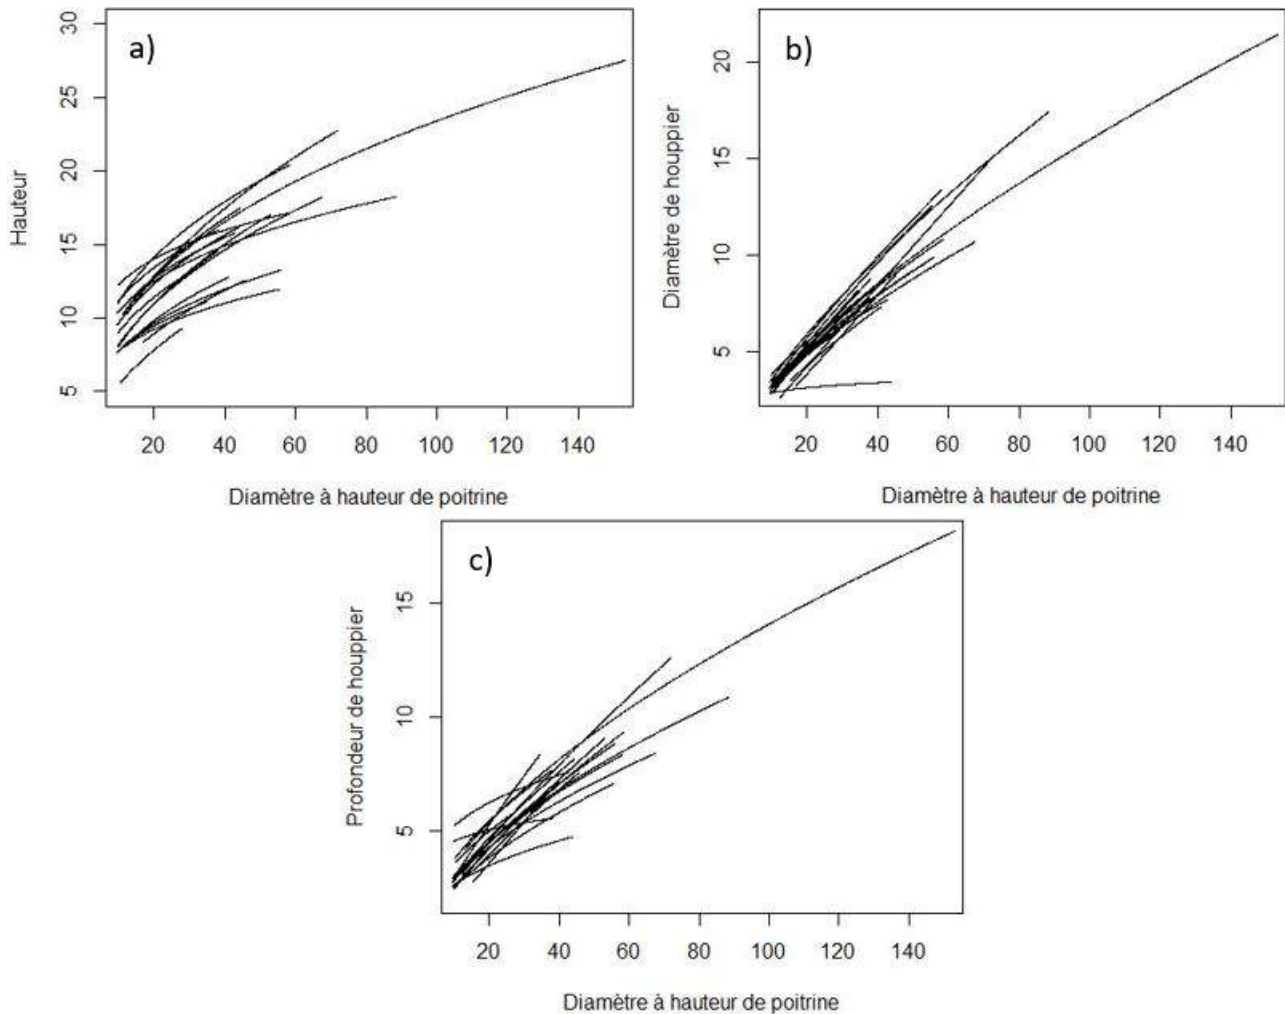 a)
Hauteur
30
25
20
15
10
5
20 40 60 80 100 120 140
Diamètre à hauteur de poitrine
b)
Diamètre de houppier
20
15
10
5
20 40 60 80 100 120 140
Diamètre à hauteur de poitrine
c)
Profondeur de houppier
15
10
5
20 40 60 80 100 120 140
Diamètre à hauteur de poitrine